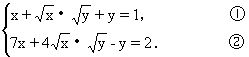 x+√x·√y+y=1, ①
7x+4√x·√y-y=2. ②